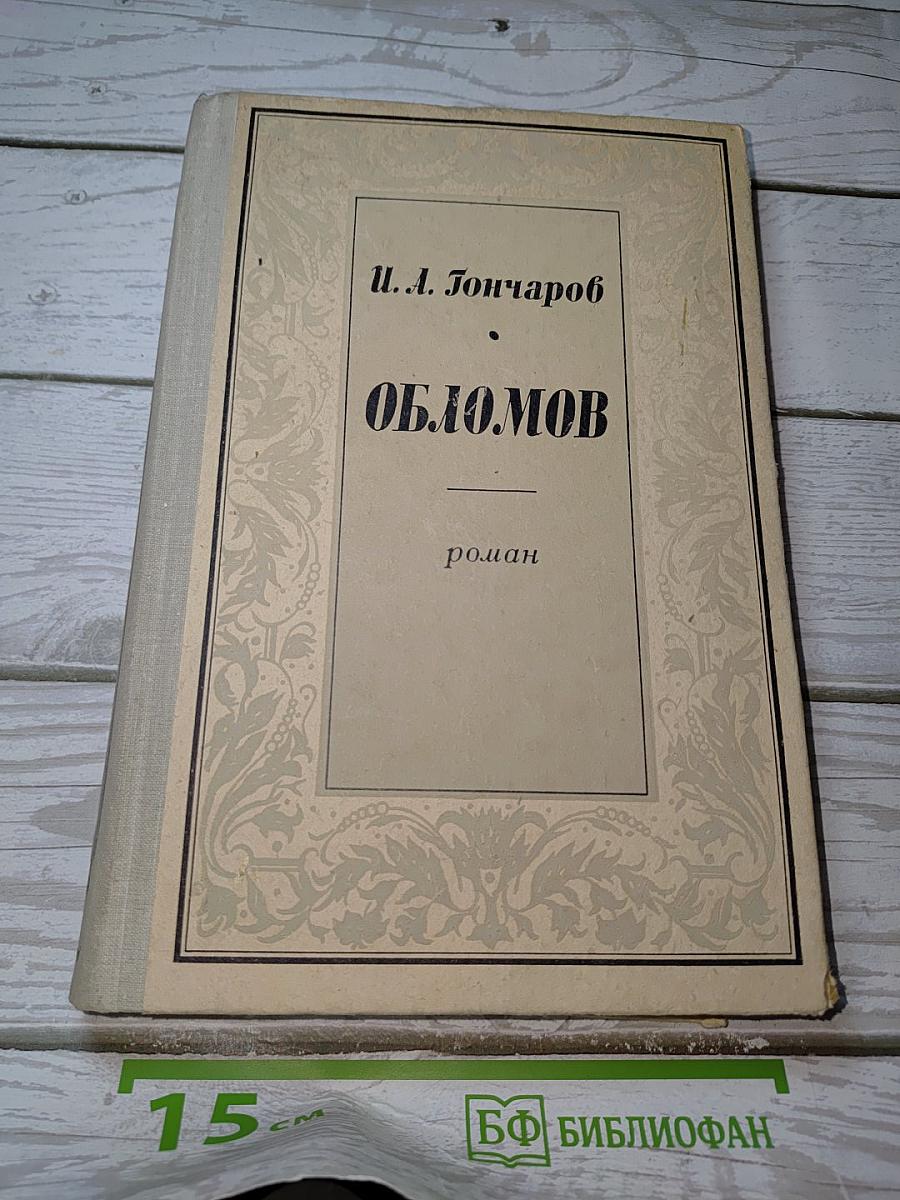 И. А. Гончаров
ОБЛОМОВ
роман
15 см
БФ БИБЛИОФАН